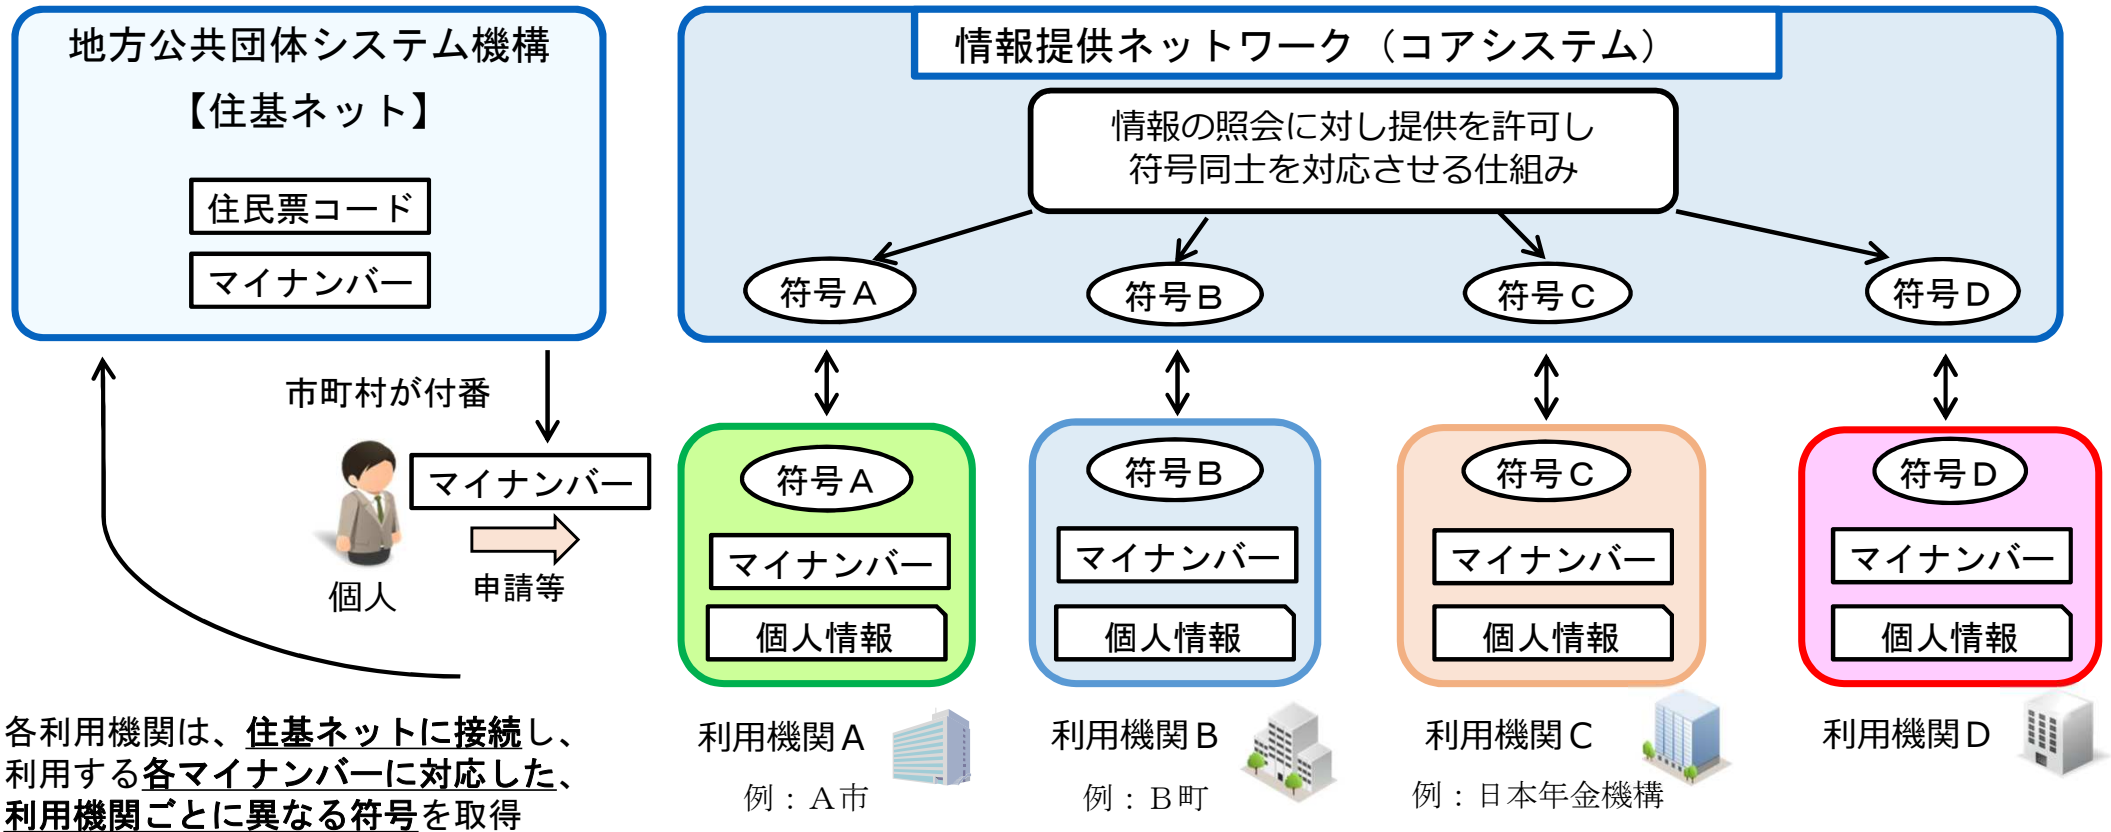 地方公共団体システム機構
【住基ネット】
住民票コード
マイナンバー
市町村が付番
マイナンバー
個人
申請等
各利用機関は、住基ネットに接続し、
利用する各マイナンバーに対応した、
利用機関ごとに異なる符号を取得
情報提供ネットワーク（コアシステム）
情報の照会に対し提供を許可し
符号同士を対応させる仕組み
符号Ａ
符号Ｂ
符号Ｃ
符号Ｄ
符号Ａ
マイナンバー
個人情報
利用機関Ａ
例：Ａ市
符号Ｂ
マイナンバー
個人情報
利用機関Ｂ
例：Ｂ町
符号Ｃ
マイナンバー
個人情報
利用機関Ｃ
例：日本年金機構
符号Ｄ
マイナンバー
個人情報
利用機関Ｄ